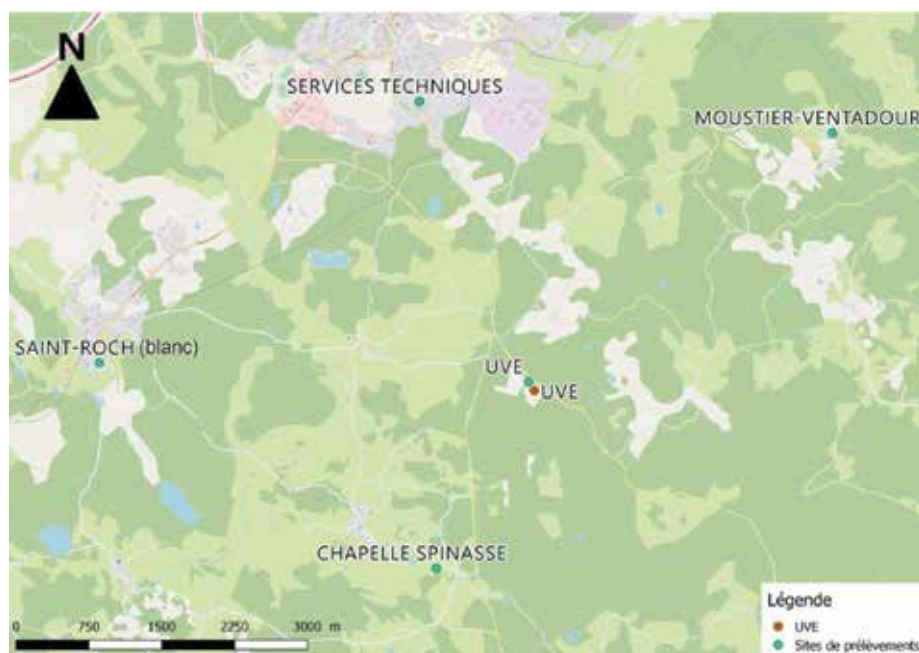 N
SERVICES TECHNIQUES
MOUSTIER-VENTADOUR
SAINT-ROCH (blanc)
UVE
UVE
CHAPELLE SPINASSE
0 750 1500 2250 3000 m
Légende
UVE
Sites de prélèvements